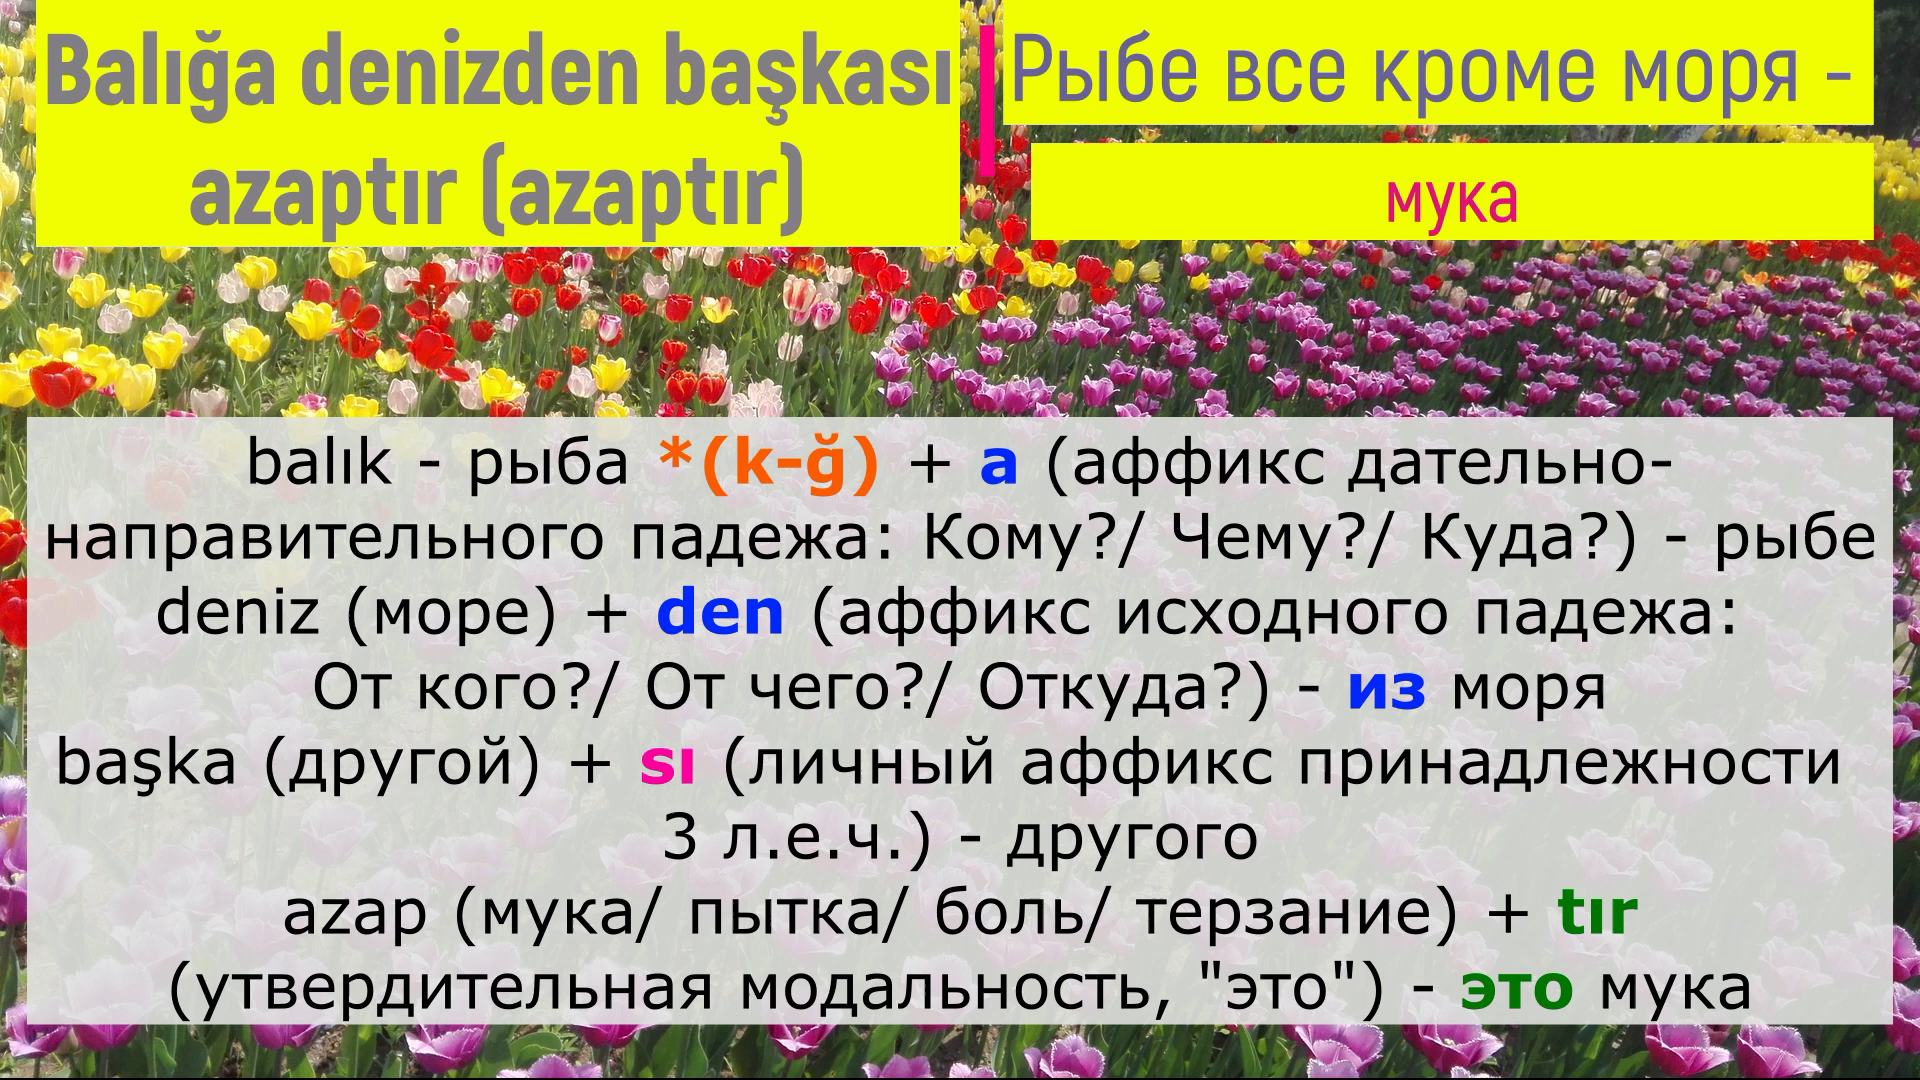 Balığa denizden başkası
azaptır (azaptır)
Рыбе все кроме моря -
мука
balık - рыба *(k-ğ) + a (аффикс дательно-
направительного падежа: Кому?/ Чему?/ Куда?) - рыбе
deniz (море) + den (аффикс исходного падежа:
От кого?/ От чего?/ Откуда?) - из моря
başka (другой) + sı (личный аффикс принадлежности
3 л.е.ч.) - другого
azap (мука/ пытка/ боль/ терзание) + tır
(утвердительная модальность, "это") - это мука